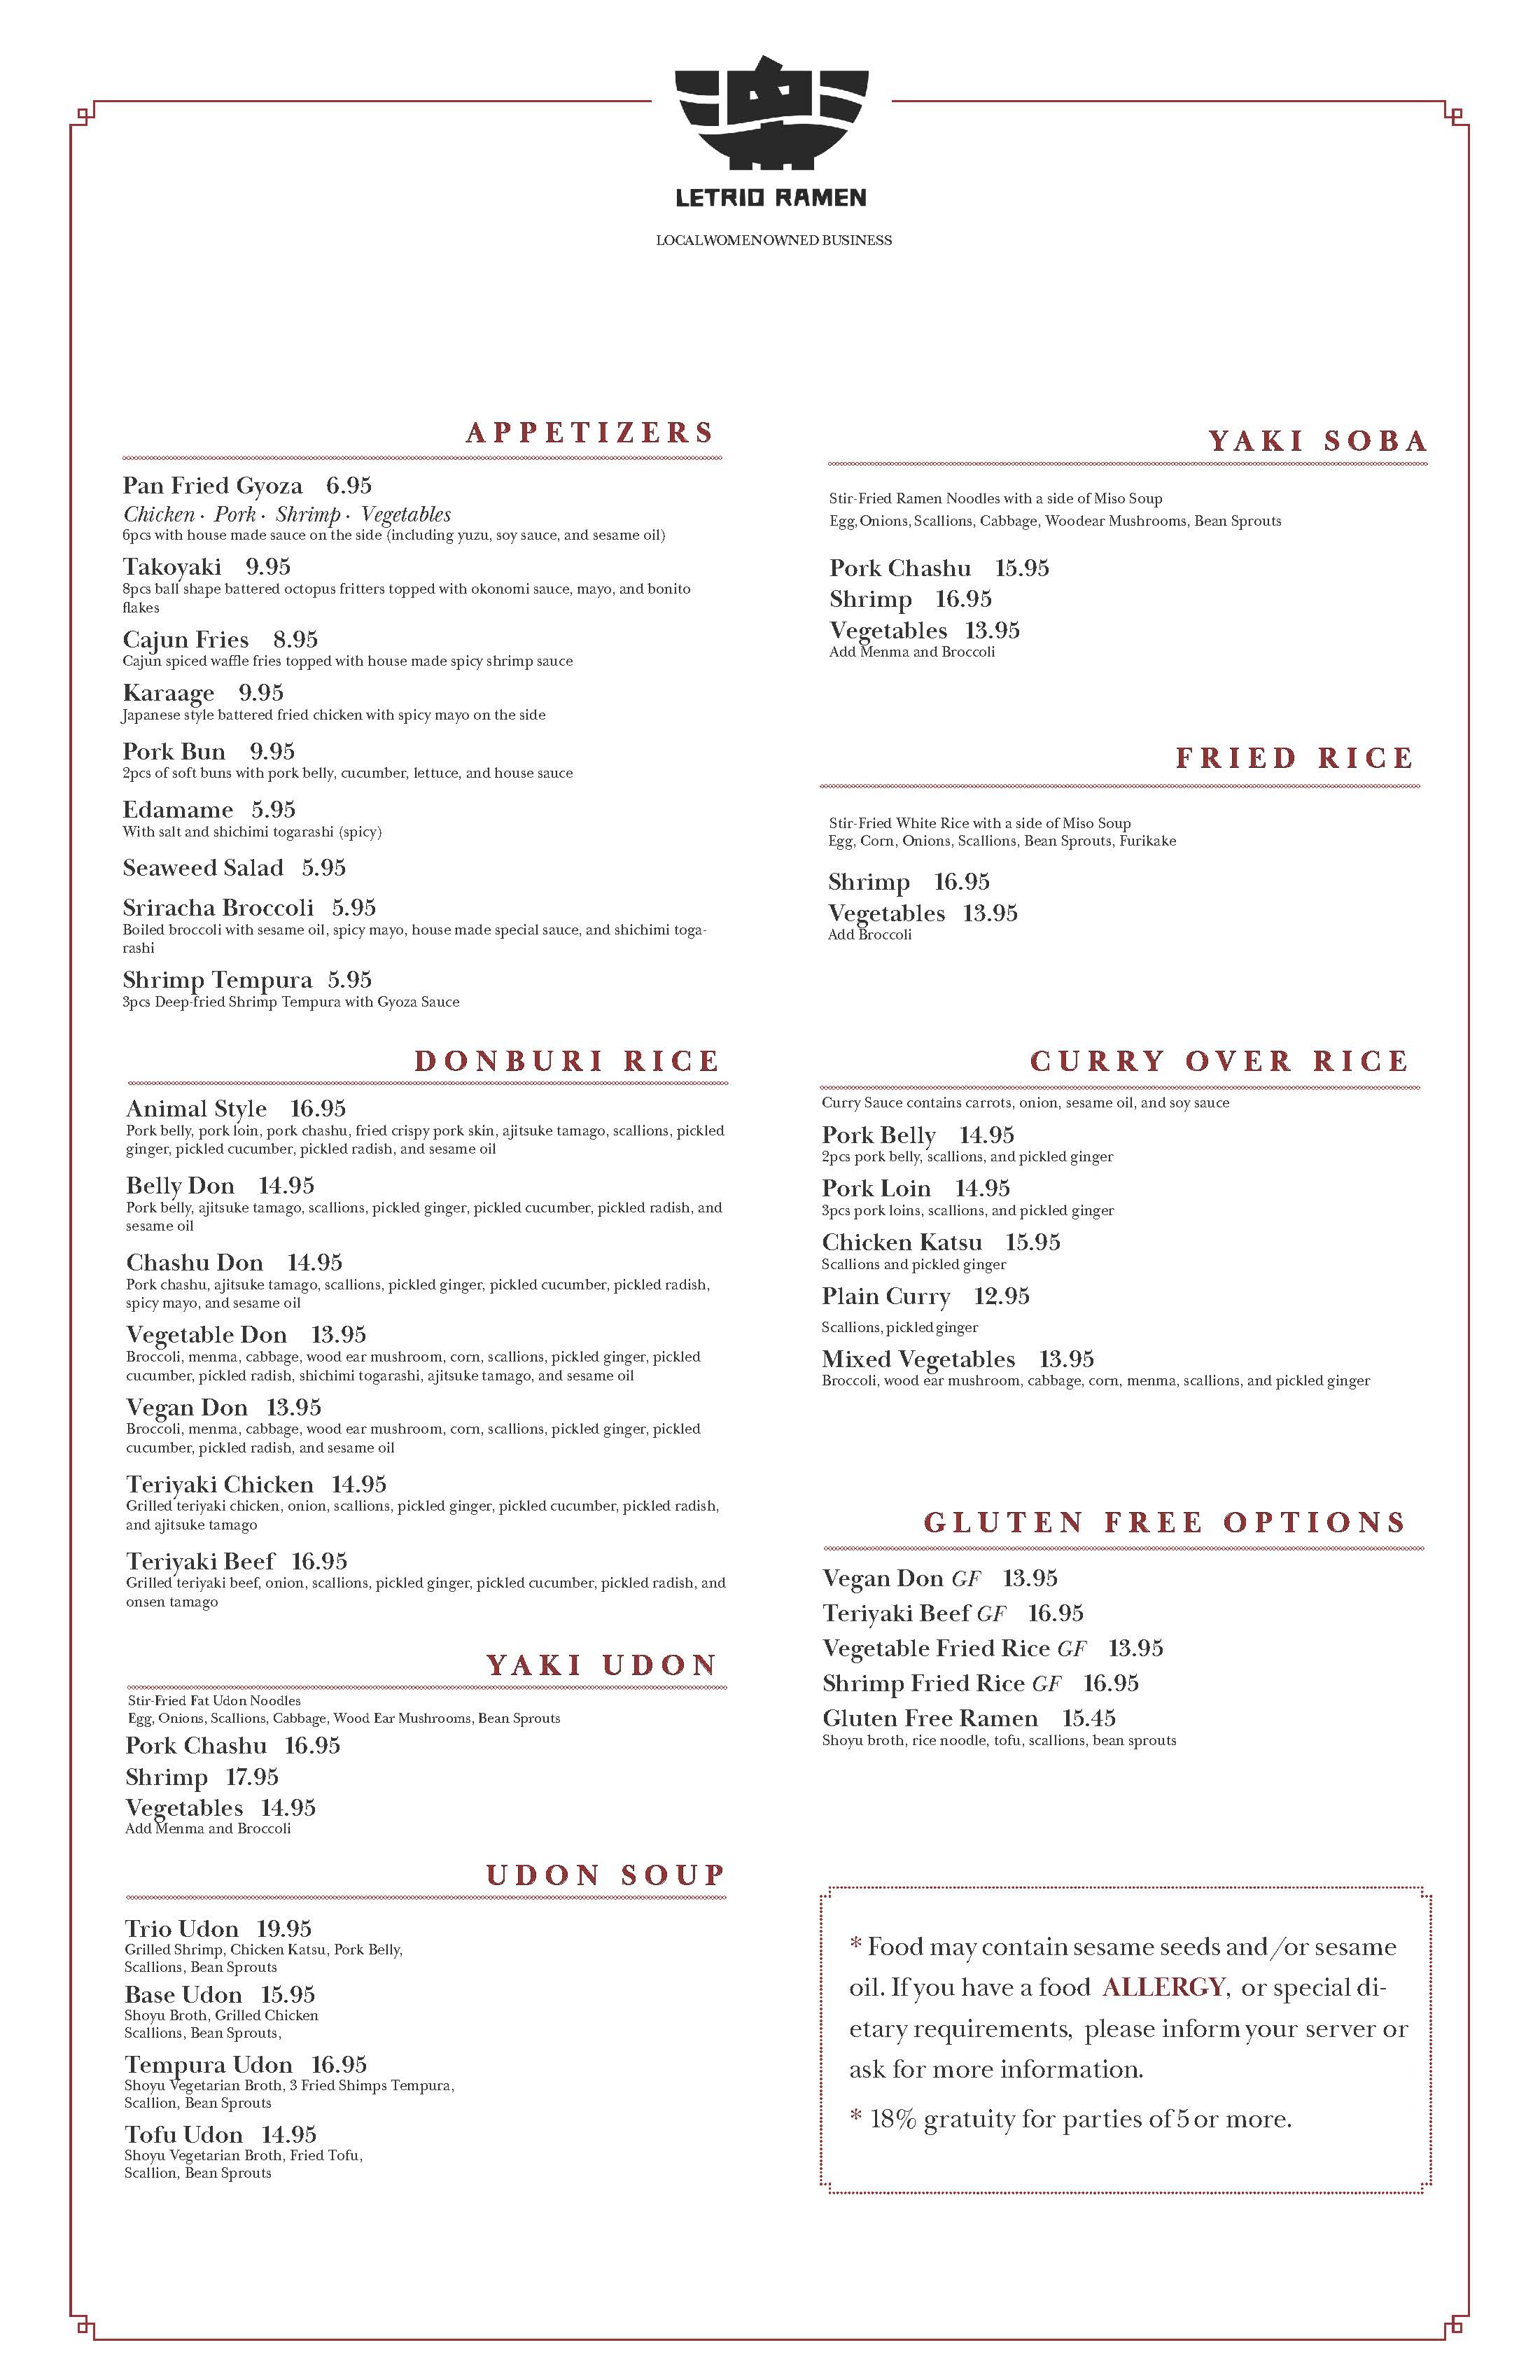 LETRIO RAMEN
LOCAL WOMEN OWNED BUSINESS
APPETIZERS
Pan Fried Gyoza 6.95
Chicken · Pork · Shrimp · Vegetables
6pcs with house made sauce on the side (including yuzu, soy sauce, and sesame oil)
Takoyaki 9.95
8pcs ball shape battered octopus fritters topped with okonomi sauce, mayo, and bonito
flakes
Cajun Fries 8.95
Cajun spiced waffle fries topped with house made spicy shrimp sauce
Karaage 9.95
Japanese style battered fried chicken with spicy mayo on the side
Pork Bun 9.95
2pcs of soft buns with pork belly, cucumber, lettuce, and house sauce
Edamame 5.95
With salt and shichimi togarashi (spicy)
Seaweed Salad 5.95
Sriracha Broccoli 5.95
Boiled broccoli with sesame oil, spicy mayo, house made special sauce, and shichimi toga-
rashi
Shrimp Tempura 5.95
3pcs Deep-fried Shrimp Tempura with Gyoza Sauce
DONBURI RICE
Animal Style 16.95
Pork belly, pork loin, pork chashu, fried crispy pork skin, ajitsuke tamago, scallions, pickled
ginger, pickled cucumber, pickled radish, and sesame oil
Belly Don 14.95
Pork belly, ajitsuke tamago, scallions, pickled ginger, pickled cucumber, pickled radish, and
sesame oil
Chashu Don 14.95
Pork chashu, ajitsuke tamago, scallions, pickled ginger, pickled cucumber, pickled radish,
spicy mayo, and sesame oil
Vegetable Don 13.95
Broccoli, menma, cabbage, wood ear mushroom, corn, scallions, pickled ginger, pickled
cucumber, pickled radish, shichimi togarashi, ajitsuke tamago, and sesame oil
Vegan Don 13.95
Broccoli, menma, cabbage, wood ear mushroom, corn, scallions, pickled ginger, pickled
cucumber, pickled radish, and sesame oil
Teriyaki Chicken 14.95
Grilled teriyaki chicken, onion, scallions, pickled ginger, pickled cucumber, pickled radish,
and ajitsuke tamago
Teriyaki Beef 16.95
Grilled teriyaki beef, onion, scallions, pickled ginger, pickled cucumber, pickled radish, and
onsen tamago
YAKI UDON
Stir-Fried Fat Udon Noodles
Egg, Onions, Scallions, Cabbage, Wood Ear Mushrooms, Bean Sprouts
Pork Chashu 16.95
Shrimp 17.95
Vegetables 14.95
Add Menma and Broccoli
UDON SOUP
Trio Udon 19.95
Grilled Shrimp, Chicken Katsu, Pork Belly,
Scallions, Bean Sprouts
Base Udon 15.95
Shoyu Broth, Grilled Chicken
Scallions, Bean Sprouts,
Tempura Udon 16.95
Shoyu Vegetarian Broth, 3 Fried Shimps Tempura,
Scallion, Bean Sprouts
Tofu Udon 14.95
Shoyu Vegetarian Broth, Fried Tofu,
Scallion, Bean Sprouts
YAKI SOBA
Stir-Fried Ramen Noodles with a side of Miso Soup
Egg, Onions, Scallions, Cabbage, Woodear Mushrooms, Bean Sprouts
Pork Chashu 15.95
Shrimp 16.95
Vegetables 13.95
Add Menma and Broccoli
FRIED RICE
Stir-Fried White Rice with a side of Miso Soup
Egg, Corn, Onions, Scallions, Bean Sprouts, Furikake
Shrimp 16.95
Vegetables 13.95
Add Broccoli
CURRY OVER RICE
Curry Sauce contains carrots, onion, sesame oil, and soy sauce
Pork Belly 14.95
2pcs pork belly, scallions, and pickled ginger
Pork Loin 14.95
3pcs pork loins, scallions, and pickled ginger
Chicken Katsu 15.95
Scallions and pickled ginger
Plain Curry 12.95
Scallions, pickled ginger
Mixed Vegetables 13.95
Broccoli, wood ear mushroom, cabbage, corn, menma, scallions, and pickled ginger
GLUTEN FREE OPTIONS
Vegan Don GF 13.95
Teriyaki Beef GF 16.95
Vegetable Fried Rice GF 13.95
Shrimp Fried Rice GF 16.95
Gluten Free Ramen 15.45
Shoyu broth, rice noodle, tofu, scallions, bean sprouts
* Food may contain sesame seeds and/or sesame
oil. If you have a food ALLERGY, or special di-
etary requirements, please inform your server or
ask for more information.
* 18% gratuity for parties of 5 or more.